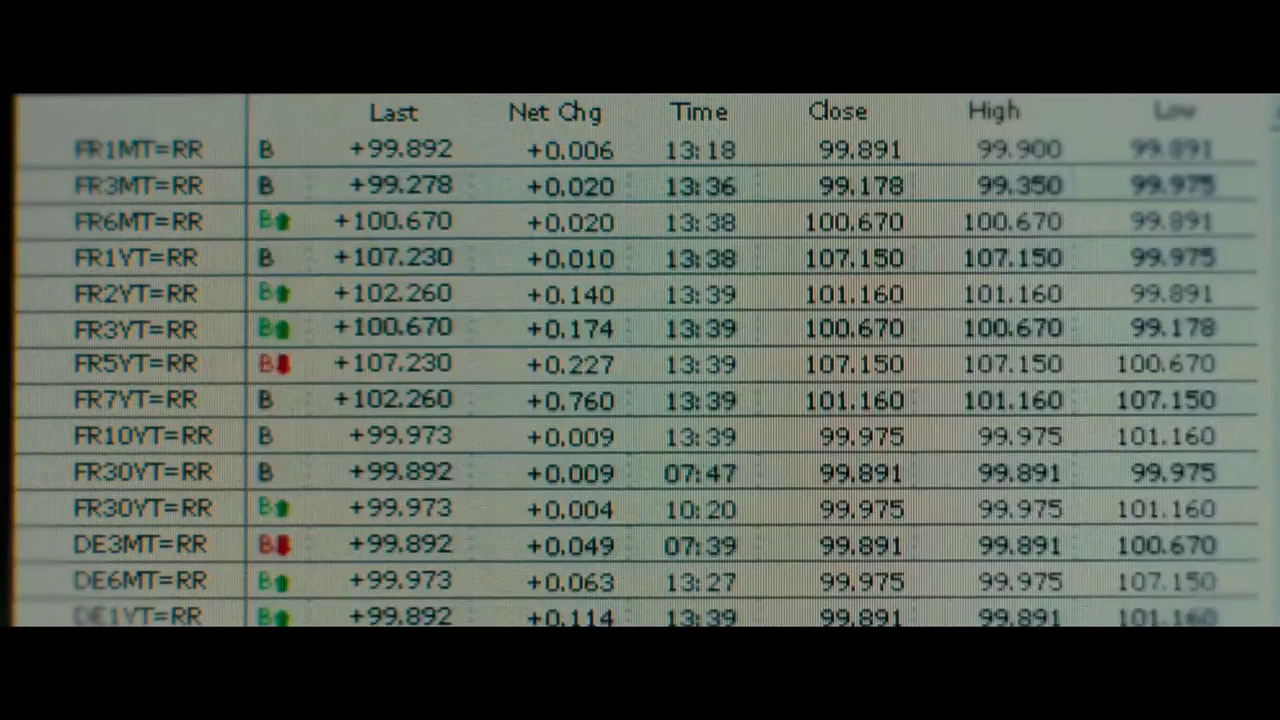 Last Net Chg Time Close High Low
FR1MT=RR B +99.892 +0.006 13:18 99.891 99.900 99.891
FR3MT=RR B +99.278 +0.020 13:36 99.178 99.350 99.975
FR6MT=RR B +100.670 +0.020 13:38 100.670 100.670 99.891
FR1YT=RR B +107.230 +0.010 13:38 107.150 107.150 99.975
FR2YT=RR B +102.260 +0.140 13:39 101.160 101.160 99.891
FR3YT=RR B +100.670 +0.174 13:39 100.670 100.670 99.178
FR5YT=RR B +107.230 +0.227 13:39 107.150 107.150 100.670
FR7YT=RR B +102.260 +0.760 13:39 101.160 101.160 107.150
FR10YT=RR B +99.973 +0.009 13:39 99.975 99.975 101.160
FR30YT=RR B +99.892 +0.009 07:47 99.891 99.891 99.975
FR30YT=RR B +99.973 +0.004 10:20 99.975 99.975 101.160
DE3MT=RR B +99.892 +0.049 07:39 99.891 99.891 100.670
DE6MT=RR B +99.973 +0.063 13:27 99.975 99.975 107.150
DE1YT=RR B +99.892 +0.114 13:39 99.891 99.891 101.160